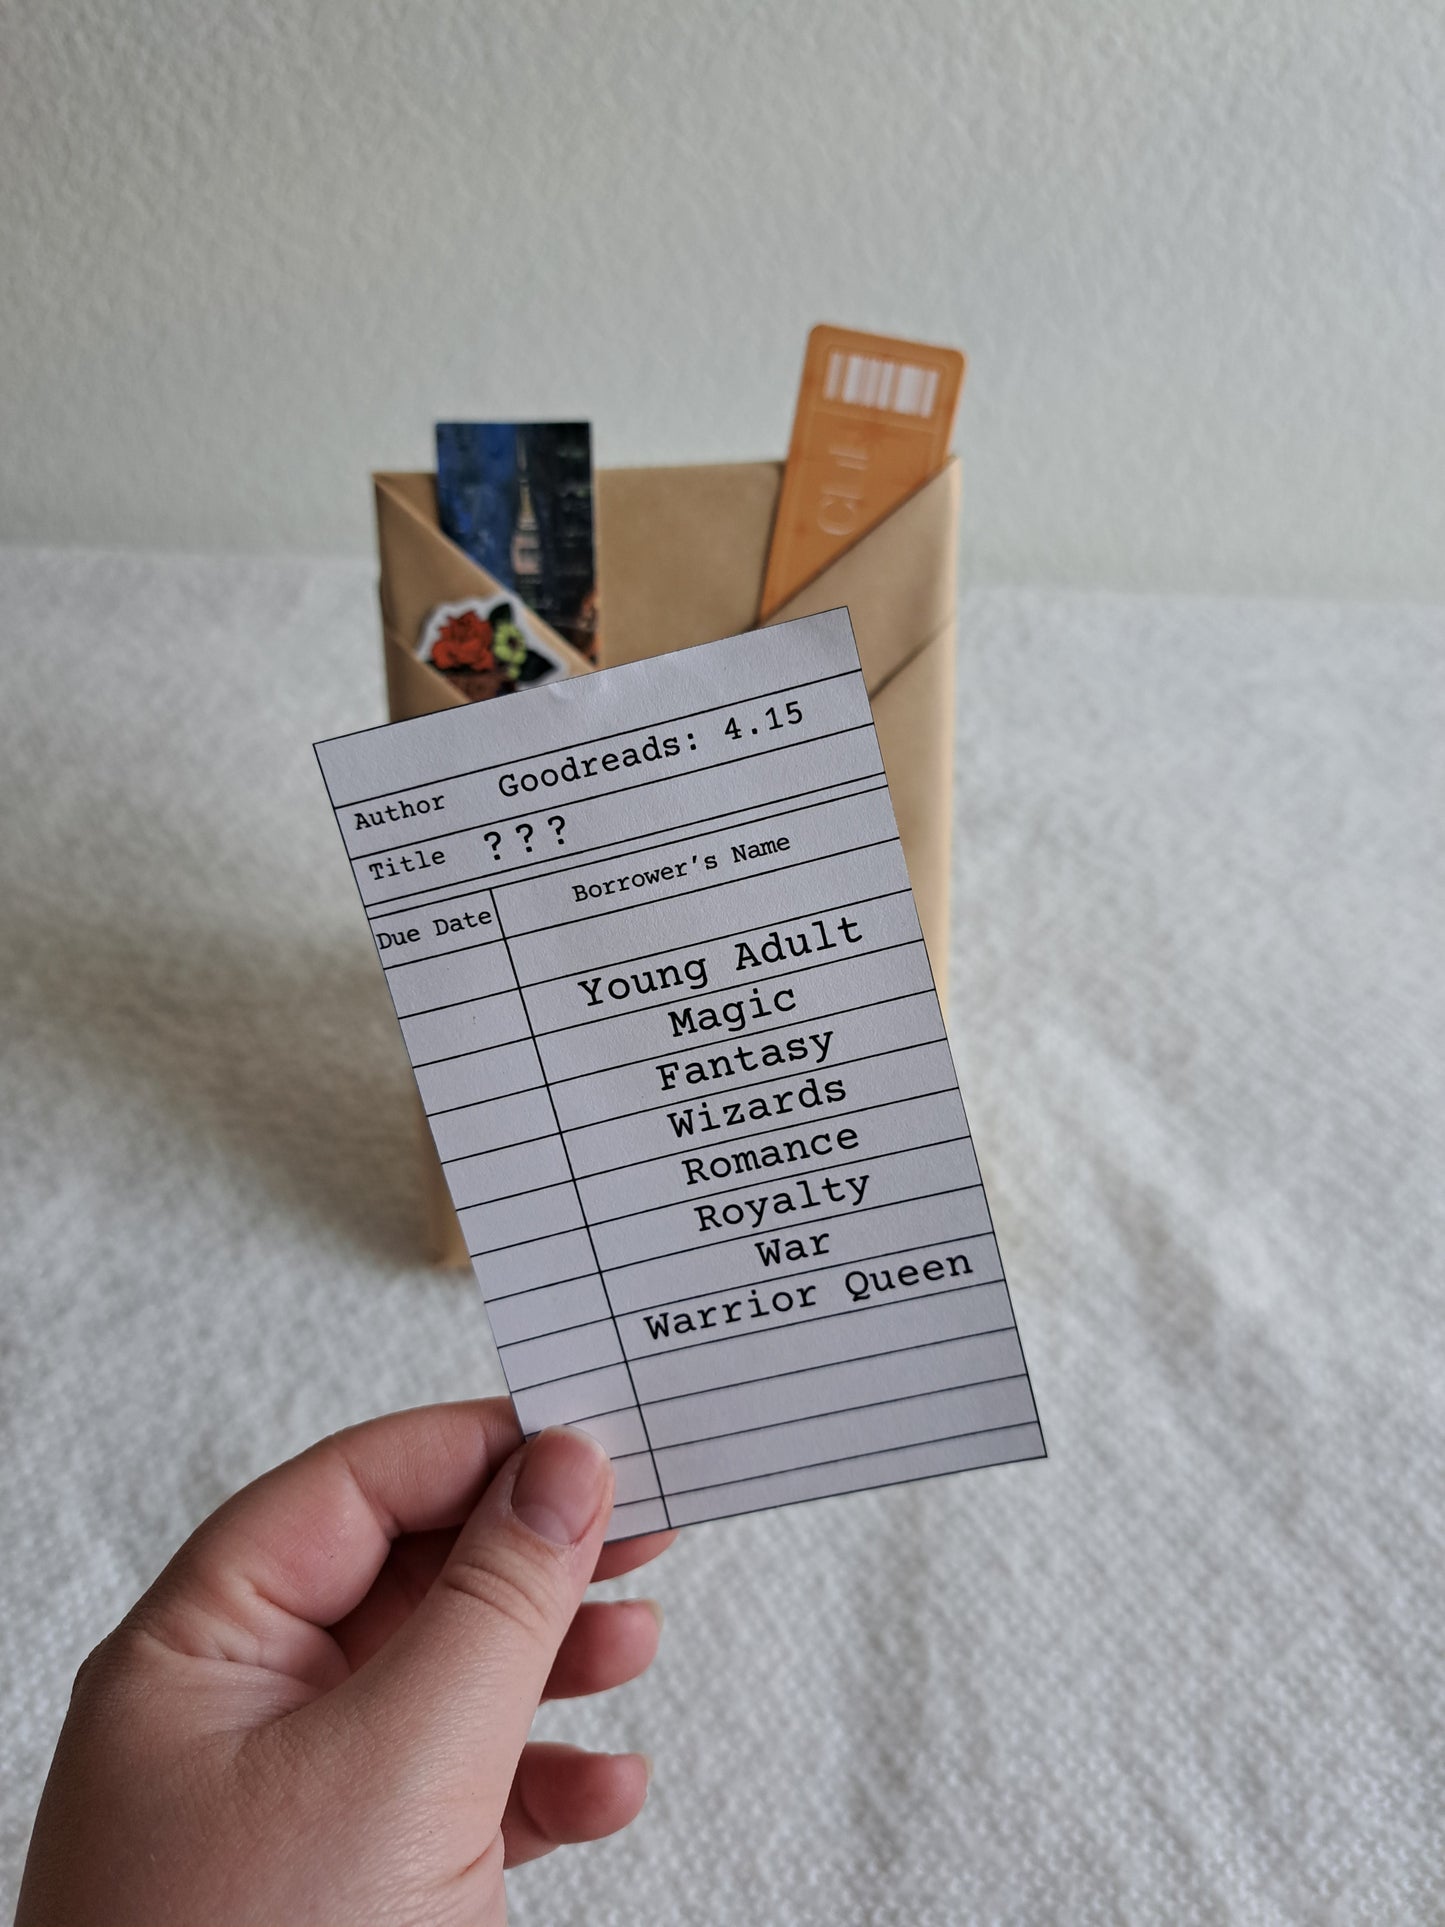 Author Goodreads: 4.15
Title ???
Due Date Borrower's Name
Young Adult
Magic
Fantasy
Wizards
Romance
Royalty
War
Warrior Queen